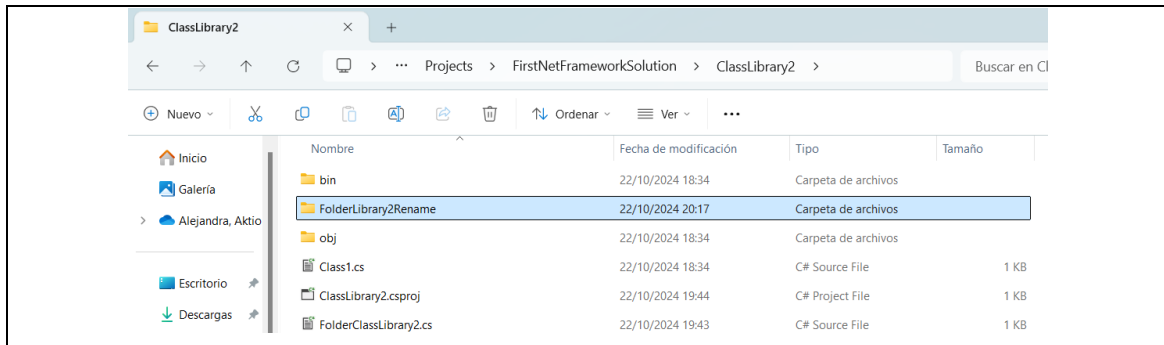 ClassLibrary2
··· Projects > FirstNetFrameworkSolution > ClassLibrary2 > Buscar en Cl
Nuevo Ordenar Ver ···
Nombre Fecha de modificación Tipo Tamaño
Inicio
bin 22/10/2024 18:34 Carpeta de archivos
Galería
FolderLibrary2Rename 22/10/2024 20:17 Carpeta de archivos
Alejandra, Aktio
obj 22/10/2024 18:34 Carpeta de archivos
Class1.cs 22/10/2024 18:34 C# Source File 1 KB
Escritorio
ClassLibrary2.csproj 22/10/2024 19:44 C# Project File 1 KB
Descargas
FolderClassLibrary2.cs 22/10/2024 19:43 C# Source File 1 KB